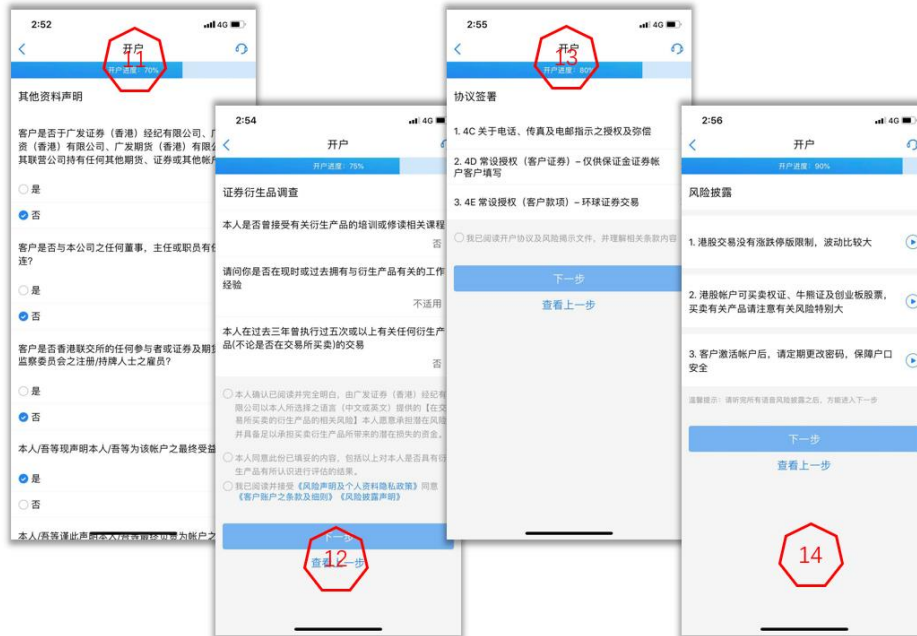 2:52
4G
开户
11
开户进度：70%
其他资料声明
客户是否于广发证券（香港）经纪有限公司、广
资（香港）有限公司、广发期货（香港）有限公
其联营公司持有任何其他期货、证券或其他帐户
是
否
客户是否与本公司之任何董事，主任或职员有任
连?
是
否
客户是否香港联交所的任何参与者或证券及期货
监察委员会之注册/持牌人士之雇员?
是
否
本人/吾等现声明本人/吾等为该帐户之最终受益
是
否
本人/吾等谨此声明本人/吾等最终负责为帐户之
2:54
4G
开户
开户进度：75%
证券衍生品调查
本人是否曾接受有关衍生产品的培训或修读相关课程
否
请问你是否在现时或过去拥有与衍生产品有关的工作
经验
不适用
本人在过去三年曾执行过五次或以上有关任何衍生产
品(不论是否在交易所买卖)的交易
否
本人确认已阅读并完全明白，由广发证券（香港）经纪有
限公司以本人所选择之语言（中文或英文）提供的【在交
易所买卖的衍生产品的相关风险】本人愿意承担潜在风险
并具备足以承担买卖衍生产品所带来的潜在损失的资金。
本人同意此份已填妥的内容，包括以上对本人是否具有衍
生产品有所认识进行评估的结果。
我已阅读并接受《风险声明及个人资料隐私政策》同意
《客户账户之条款及细则》《风险披露声明》
下一步
12
查看上一步
2:55
4G
开户
13
开户进度：80%
协议签署
1. 4C 关于电话、传真及电邮指示之授权及弥偿
2. 4D 常设授权（客户证券）– 仅供保证金证券帐
户客户填写
3. 4E 常设授权（客户款项）– 环球证券交易
我已阅读开户协议及风险揭示文件，并理解相关条款内容
下一步
查看上一步
2:56
4G
开户
开户进度：90%
风险披露
1. 港股交易没有涨跌停版限制，波动比较大
2. 港股帐户可买卖权证、牛熊证及创业板股票，
买卖有关产品请注意有关风险特别大
3. 客户激活帐户后，请定期更改密码，保障户口
安全
温馨提示：请听完所有语音风险披露之后，方能进入下一步
下一步
查看上一步
14